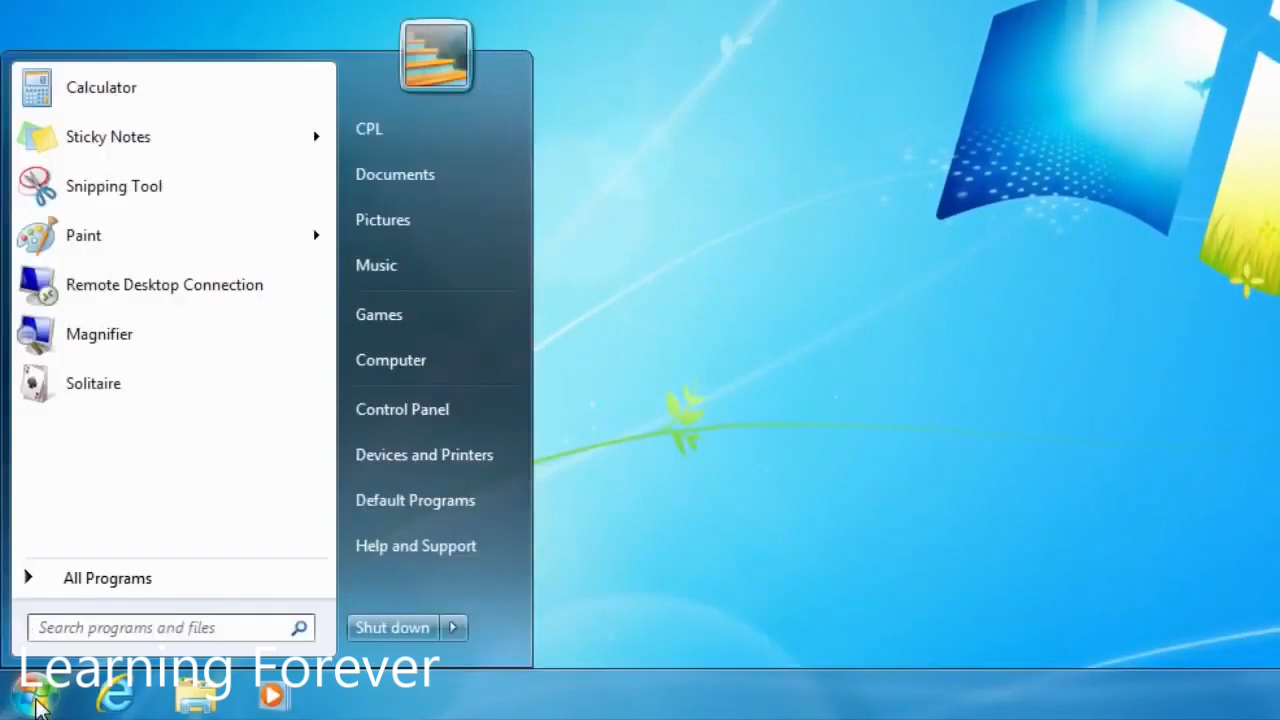 Calculator
Sticky Notes
Snipping Tool
Paint
Remote Desktop Connection
Magnifier
Solitaire
All Programs
Search programs and files
CPL
Documents
Pictures
Music
Games
Computer
Control Panel
Devices and Printers
Default Programs
Help and Support
Shut down
Learning Forever